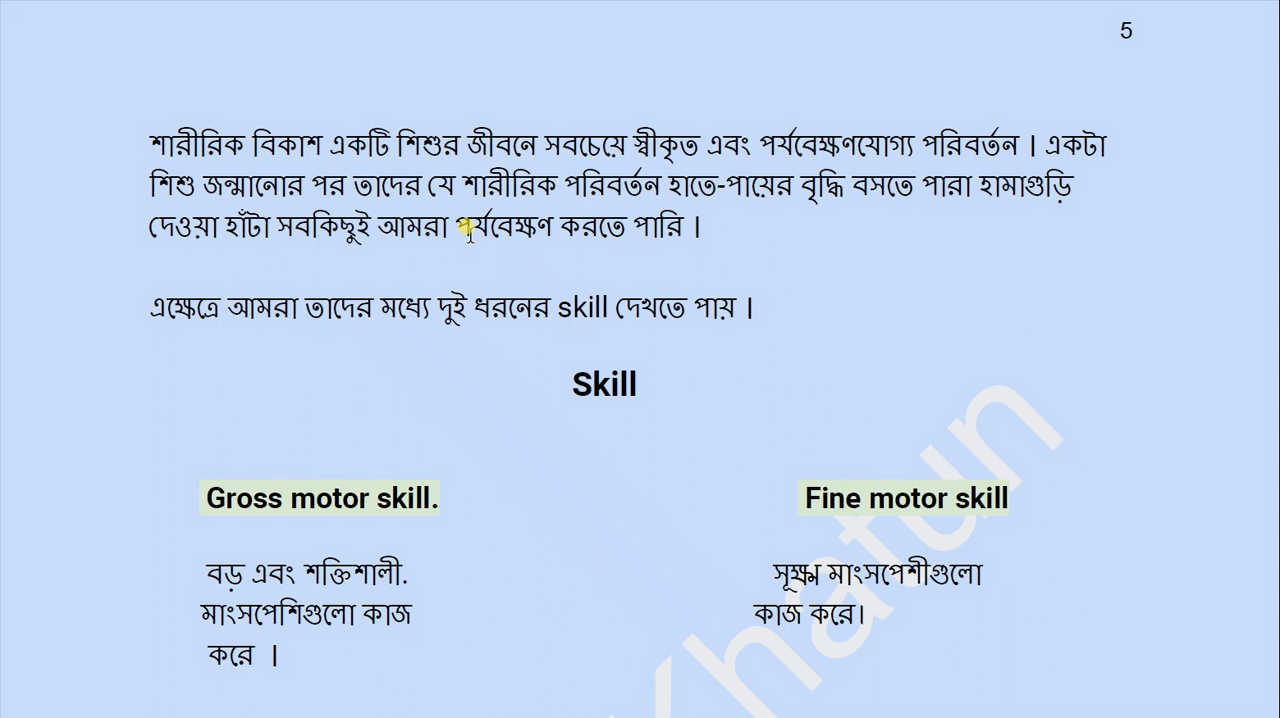 5
শারীরিক বিকাশ একটি শিশুর জীবনে সবচেয়ে স্বীকৃত এবং পর্যবেক্ষণযোগ্য পরিবর্তন । একটা
শিশু জন্মানোর পর তাদের যে শারীরিক পরিবর্তন হাতে-পায়ের বৃদ্ধি বসতে পারা হামাগুড়ি
দেওয়া হাঁটা সবকিছুই আমরা পর্যবেক্ষণ করতে পারি ।
এক্ষেত্রে আমরা তাদের মধ্যে দুই ধরনের skill দেখতে পায় ।
Skill
Gross motor skill. Fine motor skill
বড় এবং শক্তিশালী. সূক্ষ্ম মাংসপেশীগুলো
মাংসপেশিগুলো কাজ কাজ করে।
করে ।
Khatun